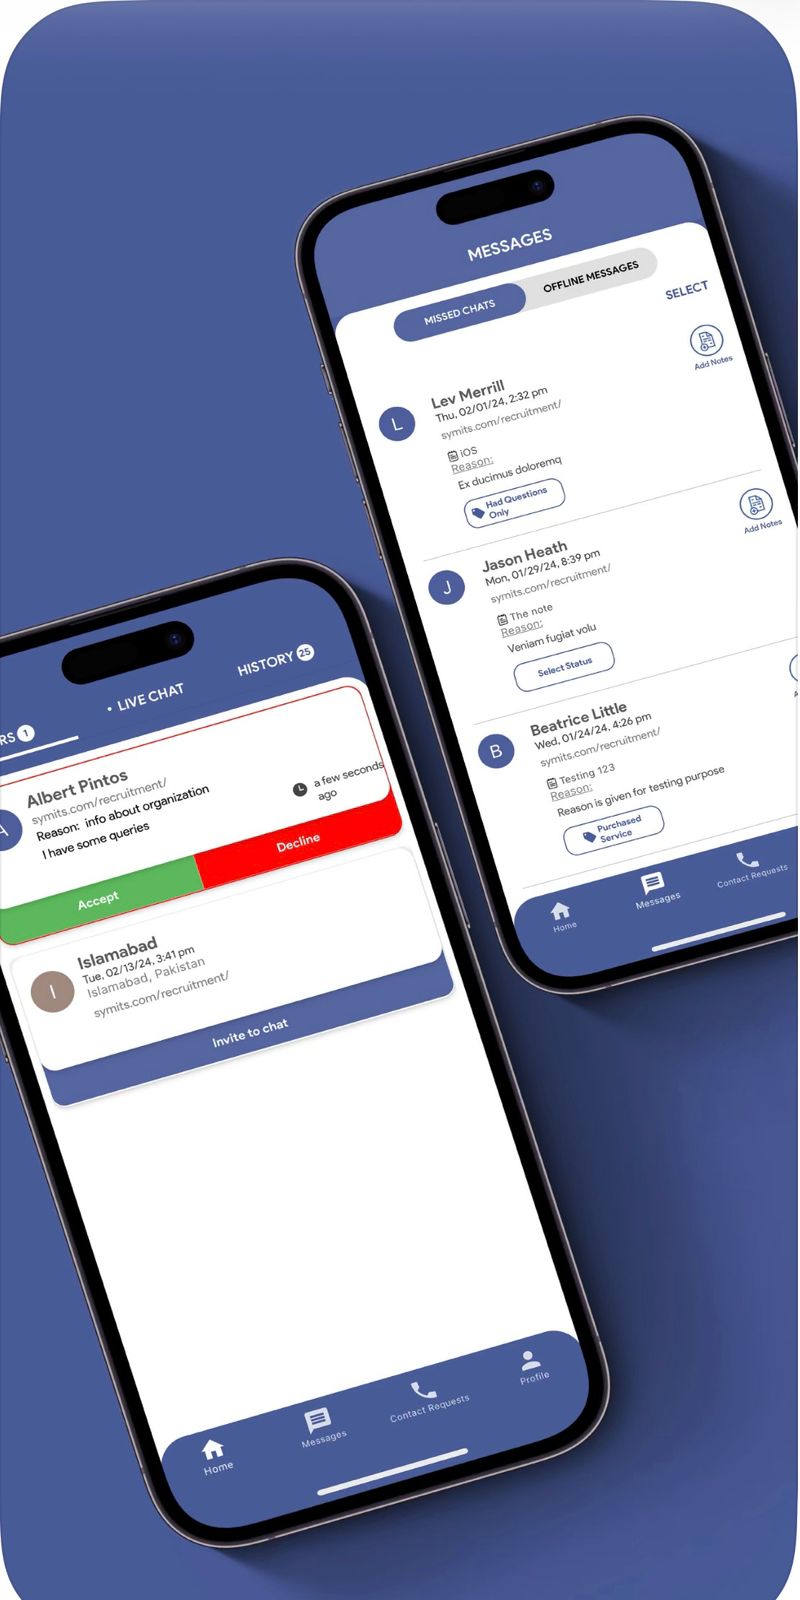 MESSAGES
MISSED CHATS
OFFLINE MESSAGES
SELECT
L
Lev Merrill
Thu, 02/01/24, 2:32 pm
symits.com/recruitment/
iOS
Reason:
Ex ducimus doloremq
Had Questions
Only
Add Notes
J
Jason Heath
Mon, 01/29/24, 8:39 pm
symits.com/recruitment/
The note
Reason:
Veniam fugiat volu
Select Status
Add Notes
B
Beatrice Little
Wed, 01/24/24, 4:26 pm
symits.com/recruitment/
Testing 123
Reason:
Reason is given for testing purpose
Purchased
Service
Home
Messages
Contact Requests
RS 1
• LIVE CHAT
HISTORY 25
A
Albert Pintos
symits.com/recruitment/
Reason: info about organization
I have some queries
a few seconds
ago
Accept
Decline
I
Islamabad
Tue, 02/13/24, 3:41 pm
Islamabad, Pakistan
symits.com/recruitment/
Invite to chat
Home
Messages
Contact Requests
Profile